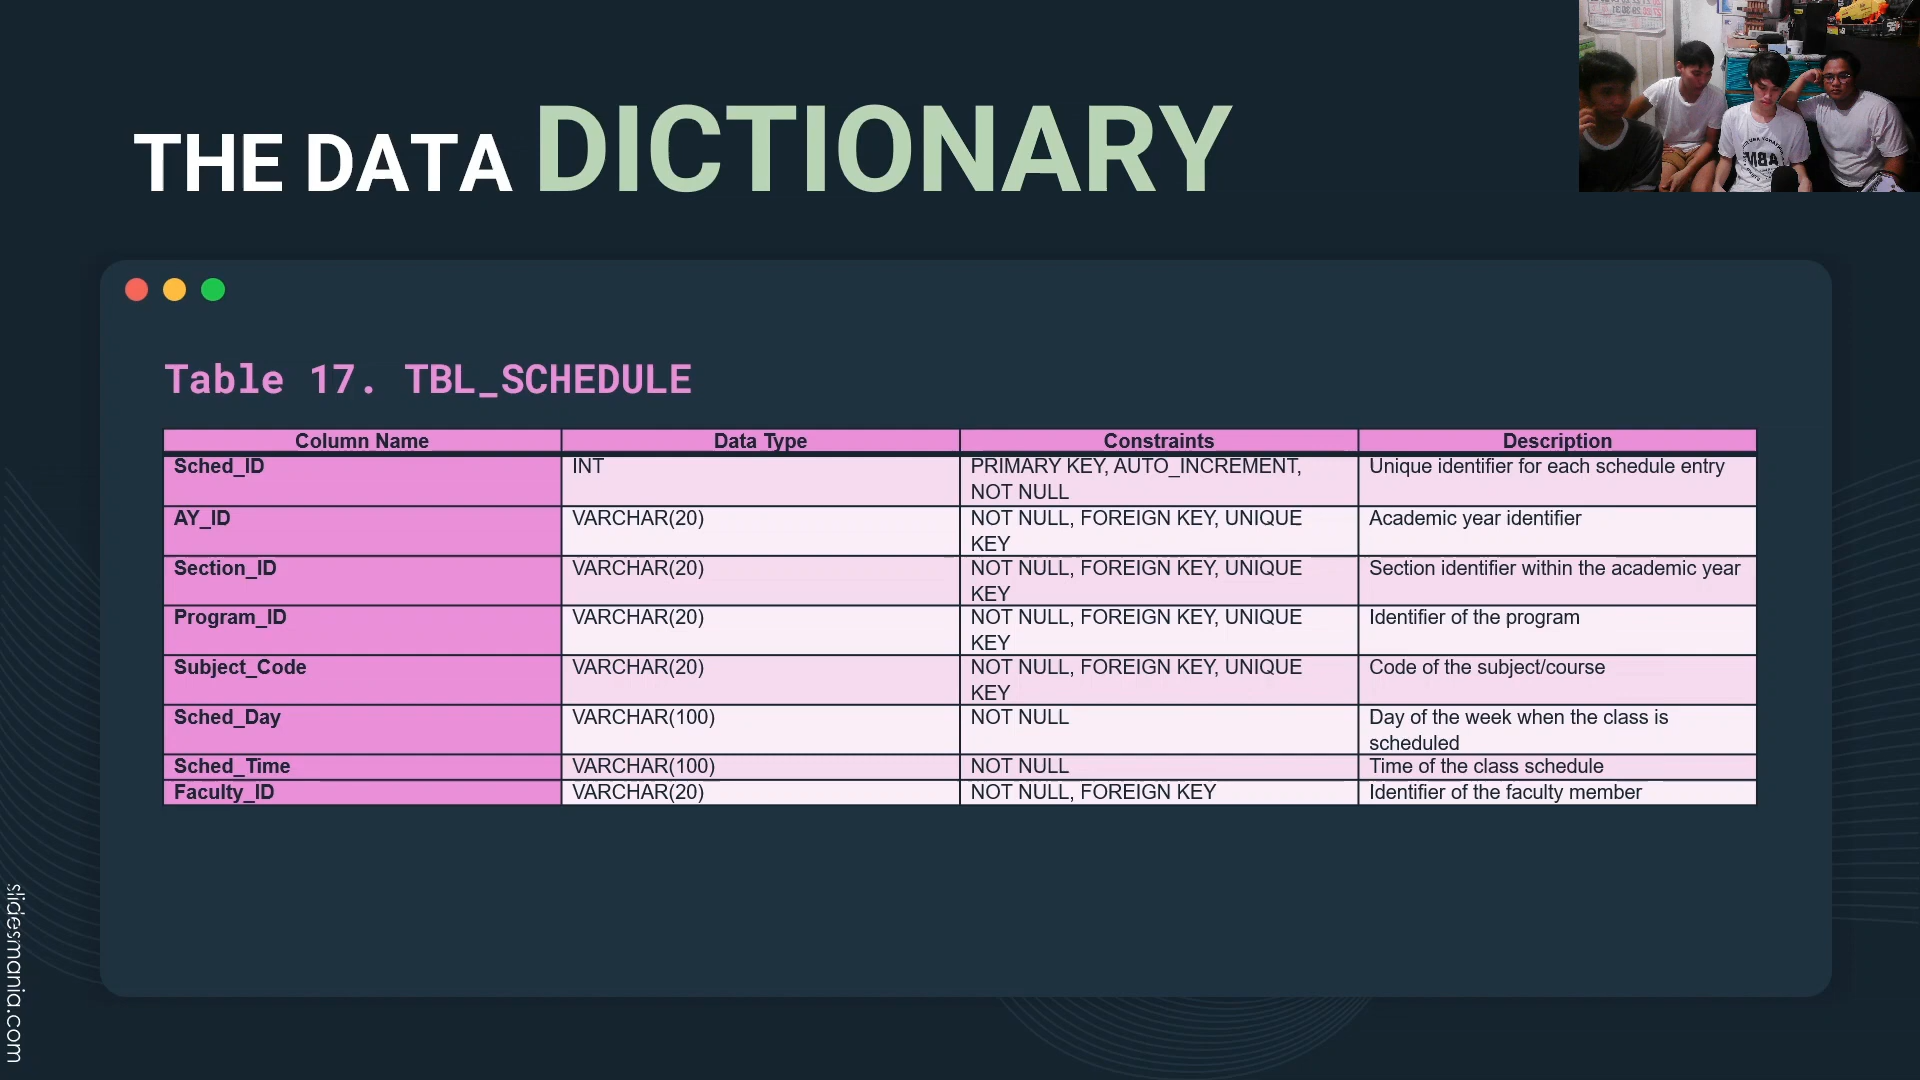 THE DATA DICTIONARY
Table 17. TBL_SCHEDULE
Column Name Data Type Constraints Description
Sched_ID INT PRIMARY KEY, AUTO_INCREMENT, NOT NULL Unique identifier for each schedule entry
AY_ID VARCHAR(20) NOT NULL, FOREIGN KEY, UNIQUE KEY Academic year identifier
Section_ID VARCHAR(20) NOT NULL, FOREIGN KEY, UNIQUE KEY Section identifier within the academic year
Program_ID VARCHAR(20) NOT NULL, FOREIGN KEY, UNIQUE KEY Identifier of the program
Subject_Code VARCHAR(20) NOT NULL, FOREIGN KEY, UNIQUE KEY Code of the subject/course
Sched_Day VARCHAR(100) NOT NULL Day of the week when the class is scheduled
Sched_Time VARCHAR(100) NOT NULL Time of the class schedule
Faculty_ID VARCHAR(20) NOT NULL, FOREIGN KEY Identifier of the faculty member
slidesmania.com